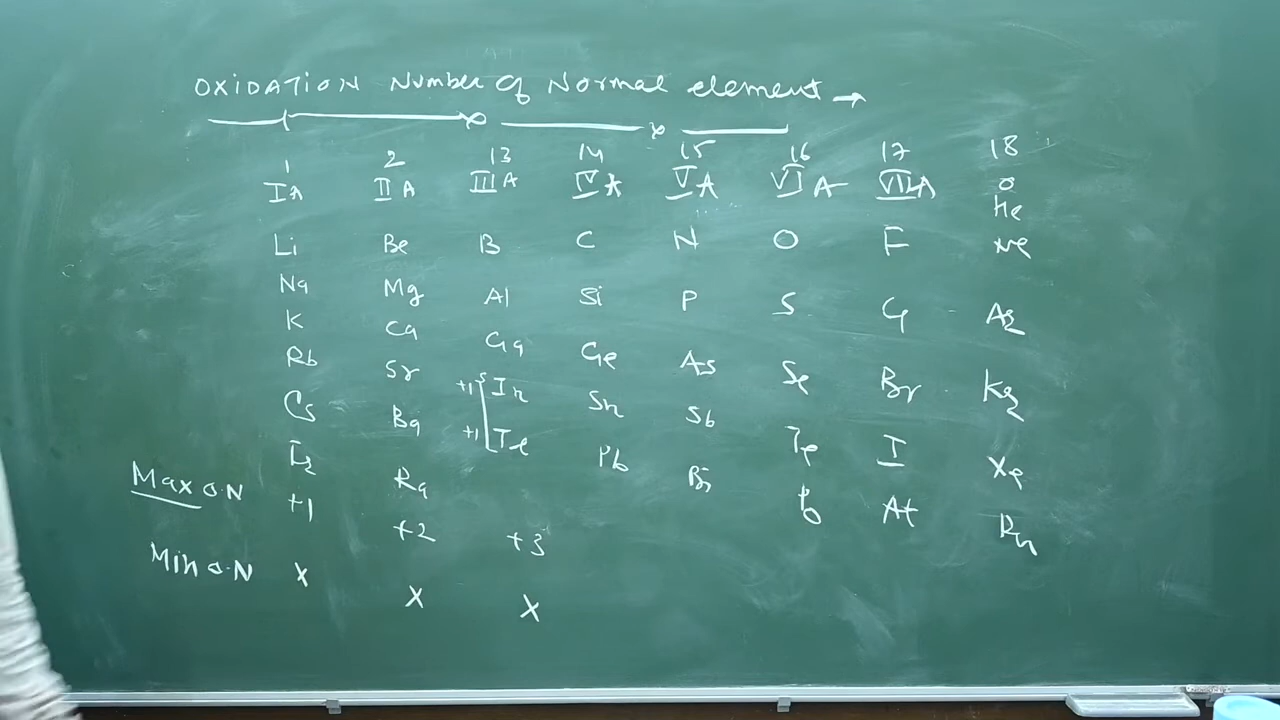 OXIDATION Number of Normal element →
1 2 13 14 15 16 17 18
IA IIA IIIA IVA VA VIA VIIA 0
He
Li Be B C N O F Ne
Na Mg Al Si P S Cl Ar
K Ca Ga Ge As Se Br Kr
Rb Sr +1 In Sn Sb Te I Xe
Cs Ba +1 Tl Pb Bi Po At Rn
Fr Ra
Max O.N +1 +2 +3
Min O.N X X X